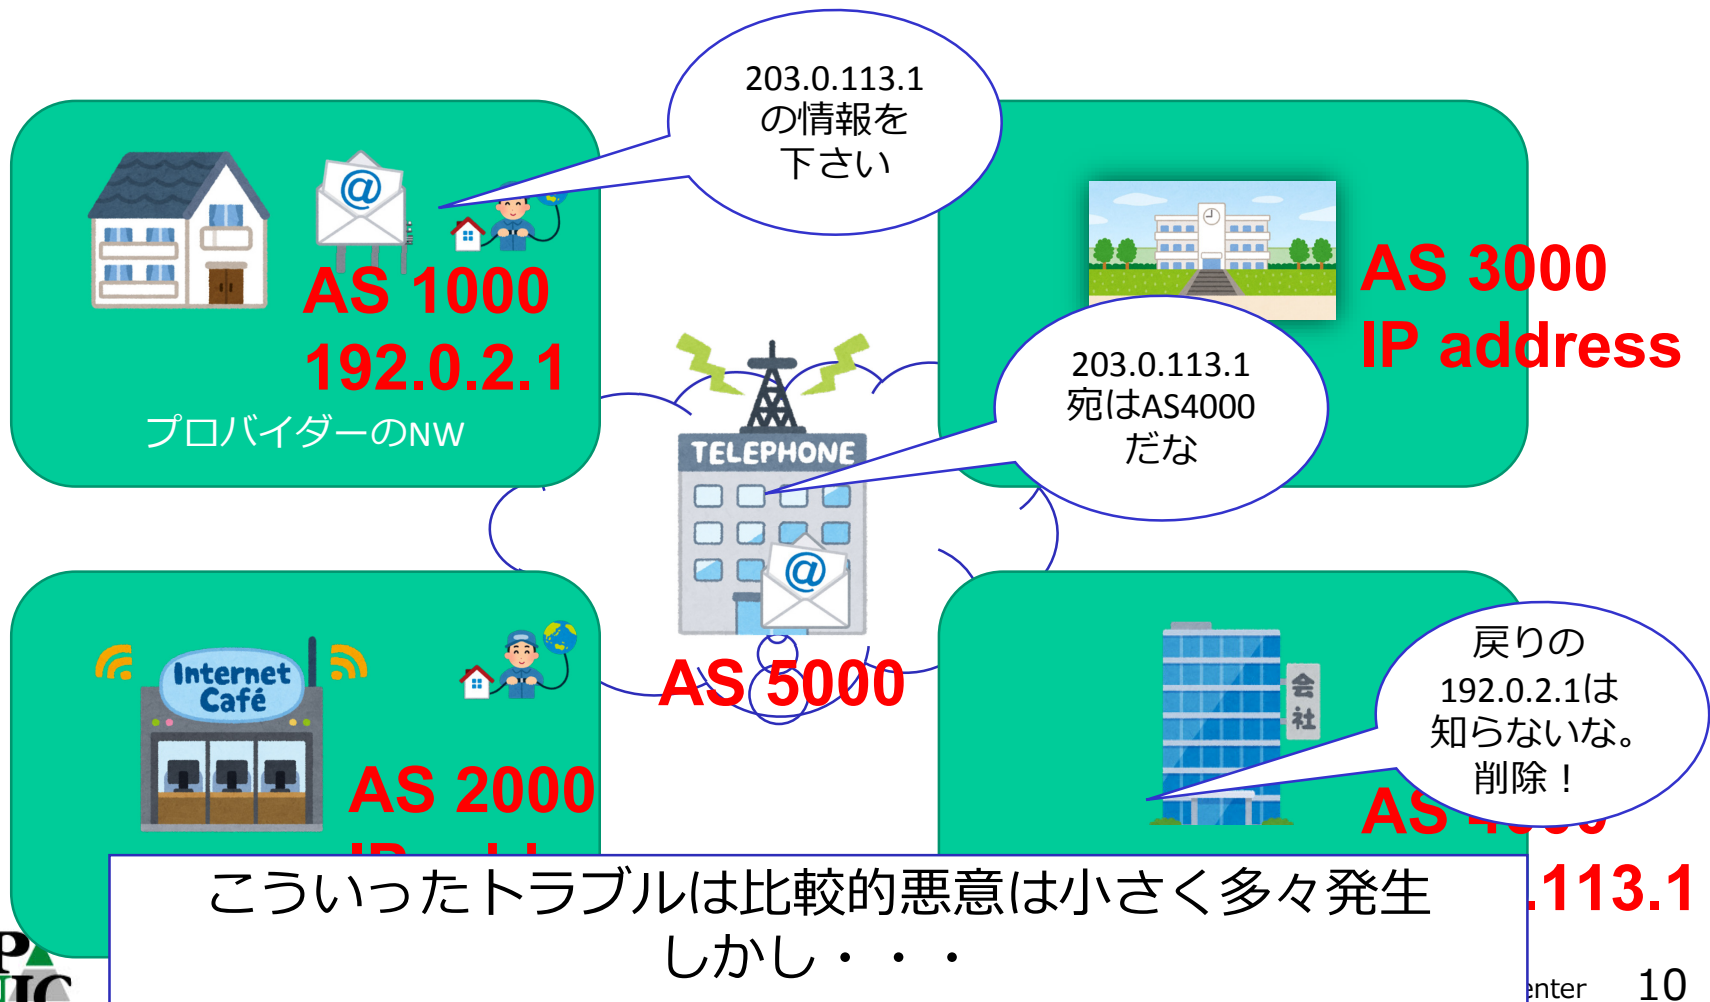 203.0.113.1
の情報を
下さい
@
AS 1000
192.0.2.1
プロバイダーのNW
AS 3000
IP address
203.0.113.1
宛はAS4000
だな
TELEPHONE
@
AS 5000
Internet
Café
AS 2000
会社
戻りの
192.0.2.1は
知らないな。
削除！
AS
.113.1
こういったトラブルは比較的悪意は小さく多々発生
しかし・・・
10